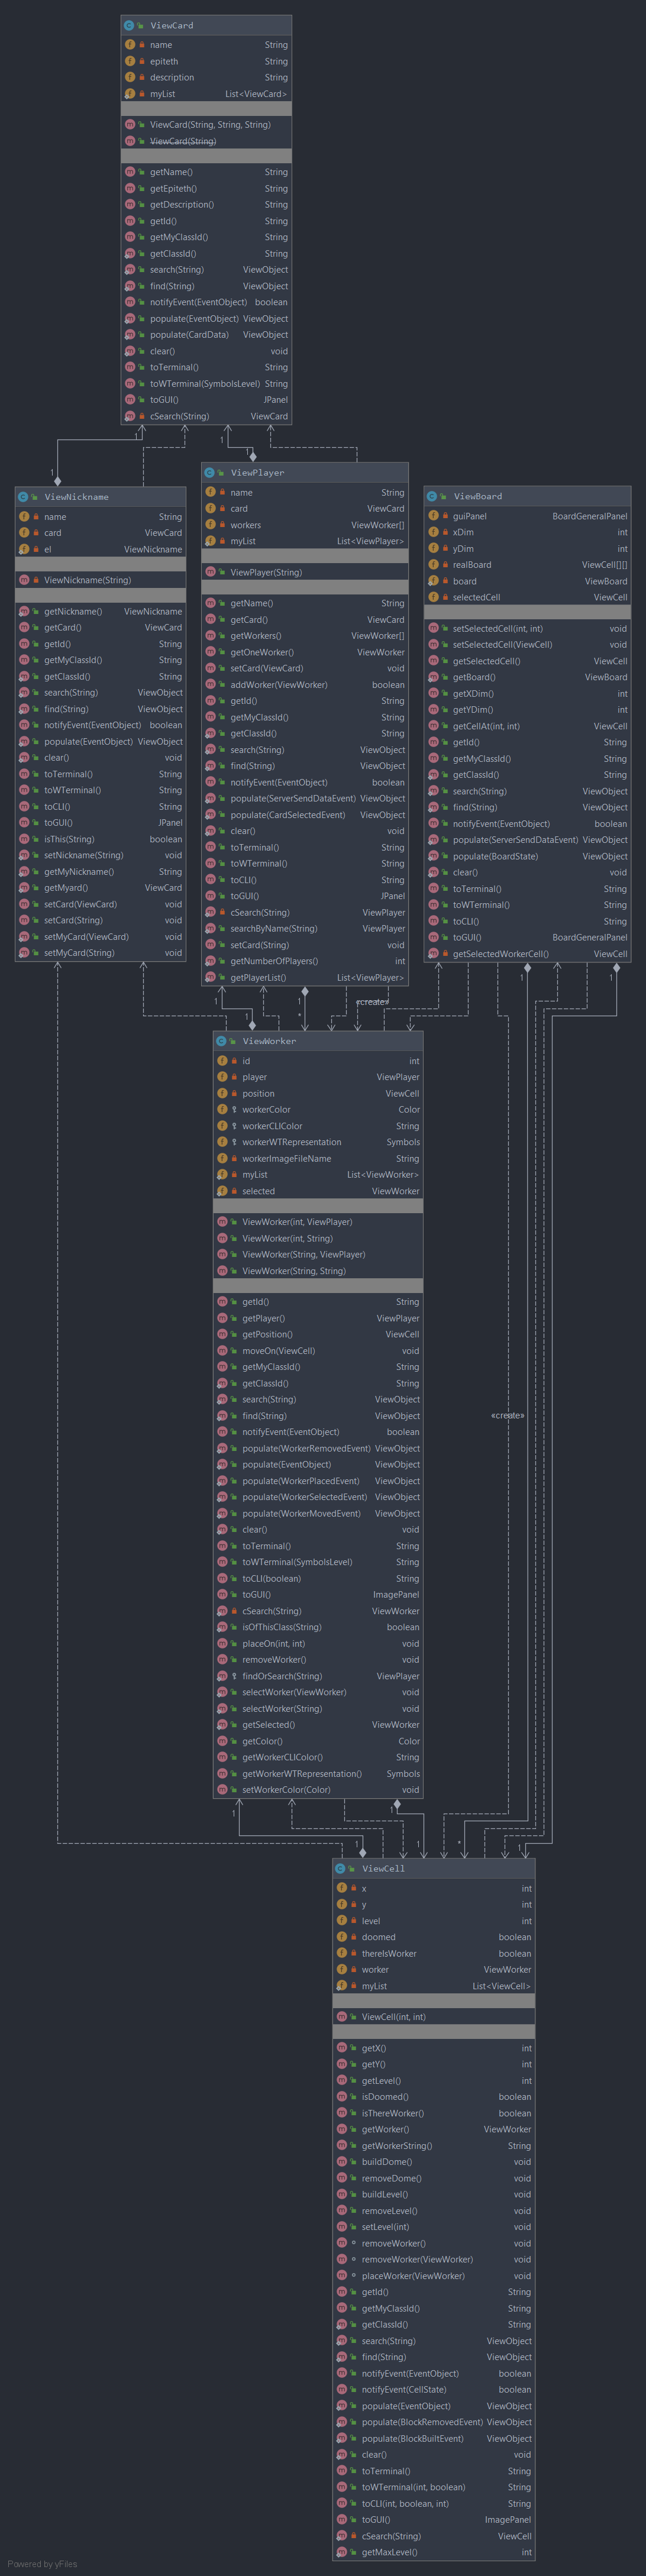 ViewCard
name String
epiteth String
description String
myList List<ViewCard>
ViewCard(String, String, String)
ViewCard(String)
getName() String
getEpiteth() String
getDescription() String
getId() String
getMyClassId() String
getClassId() String
search(String) ViewObject
find(String) ViewObject
notifyEvent(EventObject) boolean
populate(EventObject) ViewObject
populate(CardData) ViewObject
clear() void
toTerminal() String
toWTerminal(SymbolsLevel) String
toGUI() JPanel
cSearch(String) ViewCard
1
1
1
1
ViewNickname
name String
card ViewCard
el ViewNickname
ViewNickname(String)
getNickname() ViewNickname
getCard() ViewCard
getId() String
getMyClassId() String
getClassId() String
search(String) ViewObject
find(String) ViewObject
notifyEvent(EventObject) boolean
populate(EventObject) ViewObject
clear() void
toTerminal() String
toWTerminal() String
toCLI() String
toGUI() JPanel
isThis(String) boolean
setNickname(String) void
getMyNickname() String
getMyard() ViewCard
setCard(ViewCard) void
setCard(String) void
setMyCard(ViewCard) void
setMyCard(String) void
ViewPlayer
name String
card ViewCard
workers ViewWorker[]
myList List<ViewPlayer>
ViewPlayer(String)
getName() String
getCard() ViewCard
getWorkers() ViewWorker[]
getOneWorker() ViewWorker
setCard(ViewCard) void
addWorker(ViewWorker) boolean
getId() String
getMyClassId() String
getClassId() String
search(String) ViewObject
find(String) ViewObject
notifyEvent(EventObject) boolean
populate(ServerSendDataEvent) ViewObject
populate(CardSelectedEvent) ViewObject
clear() void
toTerminal() String
toWTerminal() String
toCLI() String
toGUI() JPanel
cSearch(String) ViewPlayer
searchByName(String) ViewPlayer
setCard(String) void
getNumberOfPlayers() int
getPlayerList() List<ViewPlayer>
ViewBoard
guiPanel BoardGeneralPanel
xDim int
yDim int
realBoard ViewCell[][]
board ViewBoard
selectedCell ViewCell
setSelectedCell(int, int) void
setSelectedCell(ViewCell) void
getSelectedCell() ViewCell
getBoard() ViewBoard
getXDim() int
getYDim() int
getCellAt(int, int) ViewCell
getId() String
getMyClassId() String
getClassId() String
search(String) ViewObject
find(String) ViewObject
notifyEvent(EventObject) boolean
populate(ServerSendDataEvent) ViewObject
populate(BoardState) ViewObject
clear() void
toTerminal() String
toWTerminal() String
toCLI() String
toGUI() BoardGeneralPanel
getSelectedWorkerCell() ViewCell
1
1
1
1
«create»
1
*
ViewWorker
id int
player ViewPlayer
position ViewCell
workerColor Color
workerCLIColor String
workerWTRepresentation Symbols
workerImageFileName String
myList List<ViewWorker>
selected ViewWorker
ViewWorker(int, ViewPlayer)
ViewWorker(int, String)
ViewWorker(String, ViewPlayer)
ViewWorker(String, String)
getId() String
getPlayer() ViewPlayer
getPosition() ViewCell
moveOn(ViewCell) void
getMyClassId() String
getClassId() String
search(String) ViewObject
find(String) ViewObject
notifyEvent(EventObject) boolean
populate(WorkerRemovedEvent) ViewObject
populate(EventObject) ViewObject
populate(WorkerPlacedEvent) ViewObject
populate(WorkerSelectedEvent) ViewObject
populate(WorkerMovedEvent) ViewObject
clear() void
toTerminal() String
toWTerminal(SymbolsLevel) String
toCLI(boolean) String
toGUI() ImagePanel
cSearch(String) ViewWorker
isOfThisClass(String) boolean
placeOn(int, int) void
removeWorker() void
findOrSearch(String) ViewPlayer
selectWorker(ViewWorker) void
selectWorker(String) void
getSelected() ViewWorker
getColor() Color
getWorkerCLIColor() String
getWorkerWTRepresentation() Symbols
setWorkerColor(Color) void
«create»
1
1
1
1
*
1
ViewCell
x int
y int
level int
doomed boolean
thereIsWorker boolean
worker ViewWorker
myList List<ViewCell>
ViewCell(int, int)
getX() int
getY() int
getLevel() int
isDoomed() boolean
isThereWorker() boolean
getWorker() ViewWorker
getWorkerString() String
buildDome() void
removeDome() void
buildLevel() void
removeLevel() void
setLevel(int) void
removeWorker() void
removeWorker(ViewWorker) void
placeWorker(ViewWorker) void
getId() String
getMyClassId() String
getClassId() String
search(String) ViewObject
find(String) ViewObject
notifyEvent(EventObject) boolean
notifyEvent(CellState) boolean
populate(EventObject) ViewObject
populate(BlockRemovedEvent) ViewObject
populate(BlockBuiltEvent) ViewObject
clear() void
toTerminal() String
toWTerminal(int, boolean) String
toCLI(int, boolean, int) String
toGUI() ImagePanel
cSearch(String) ViewCell
getMaxLevel() int
Powered by yFiles